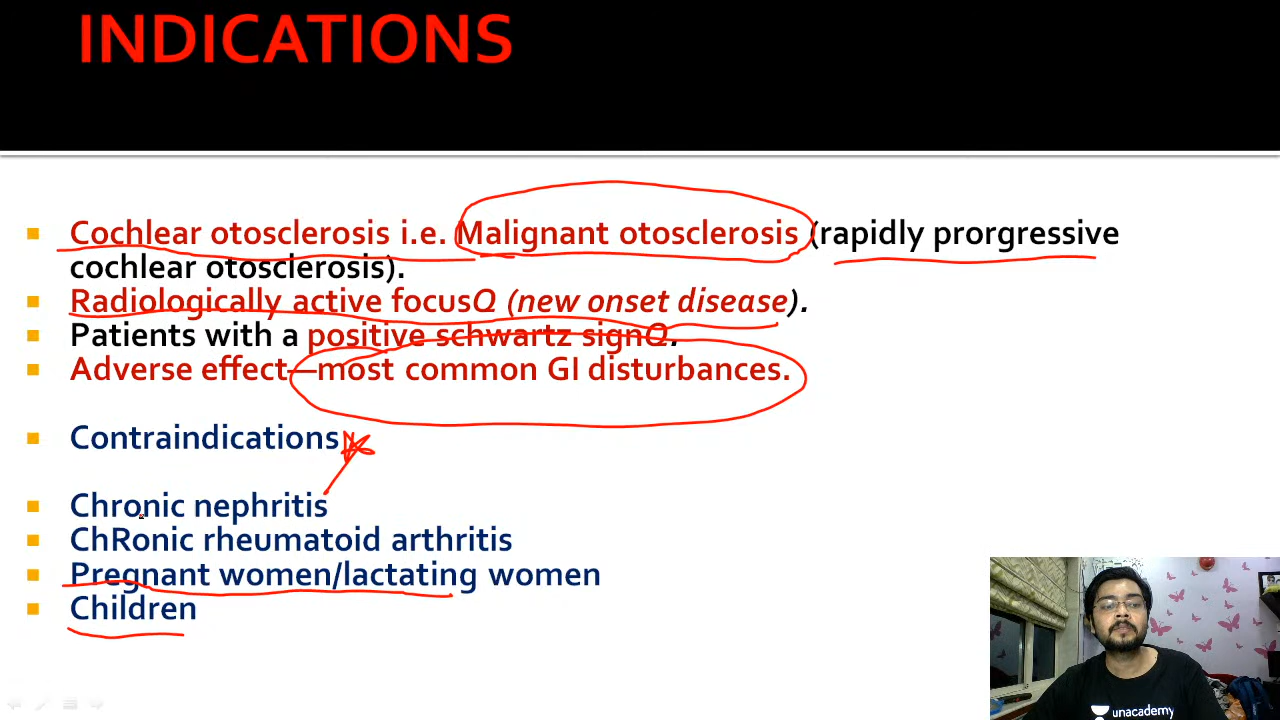 INDICATIONS
Cochlear otosclerosis i.e. Malignant otosclerosis (rapidly prorgressive
cochlear otosclerosis).
Radiologically active focusQ (new onset disease).
Patients with a positive schwartz signQ.
Adverse effect—most common GI disturbances.
Contraindications
Chronic nephritis
ChRonic rheumatoid arthritis
Pregnant women/lactating women
Children
unacademy